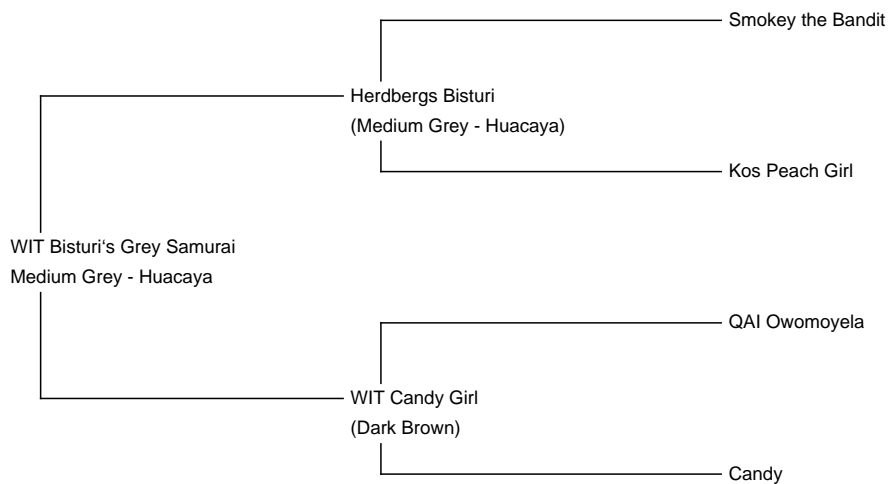 Smokey the Bandit
Herdbergs Bisturi
(Medium Grey - Huacaya)
Kos Peach Girl
WIT Bisturi‘s Grey Samurai
Medium Grey - Huacaya
QAI Owomoyela
WIT Candy Girl
(Dark Brown)
Candy